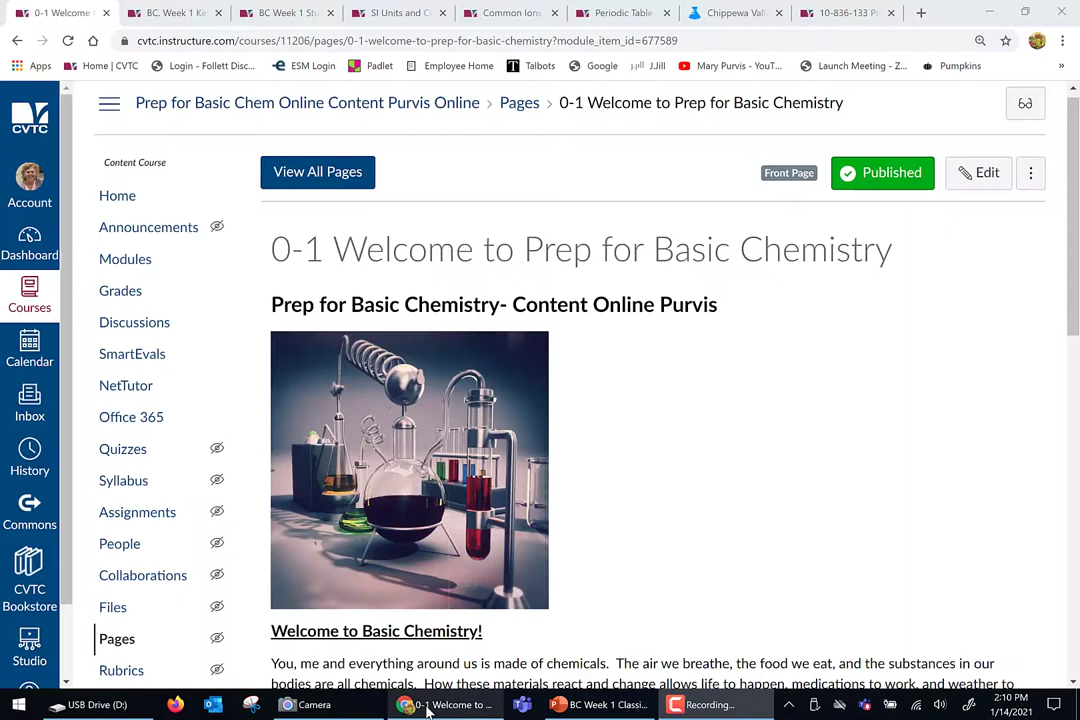 0-1 Welcome
BC. Week 1 Ke
BC Week 1 Stu
SI Units and C
Common Ions
Periodic Table
Chippewa Vall
10-836-133 Pr
cvtc.instructure.com/courses/11206/pages/0-1-welcome-to-prep-for-basic-chemistry?module_item_id=677589
Apps
Home | CVTC
Login - Follett Disc...
ESM Login
Padlet
Employee Home
Talbots
Google
J.Jill
Mary Purvis - YouT...
Launch Meeting - Z...
Pumpkins
CVTC
Account
Dashboard
Courses
Calendar
Inbox
History
Commons
CVTC
Bookstore
Studio
Prep for Basic Chem Online Content Purvis Online › Pages › 0-1 Welcome to Prep for Basic Chemistry
Content Course
Home
Announcements
Modules
Grades
Discussions
SmartEvals
NetTutor
Office 365
Quizzes
Syllabus
Assignments
People
Collaborations
Files
Pages
Rubrics
View All Pages
Front Page
Published
Edit
0-1 Welcome to Prep for Basic Chemistry
Prep for Basic Chemistry- Content Online Purvis
Welcome to Basic Chemistry!
You, me and everything around us is made of chemicals. The air we breathe, the food we eat, and the substances in our
bodies are all chemicals. How these materials react and change allows life to happen, medications to work, and weather to
USB Drive (D:)
Camera
0-1 Welcome to ...
BC Week 1 Classi...
Recording...
2:10 PM
1/14/2021